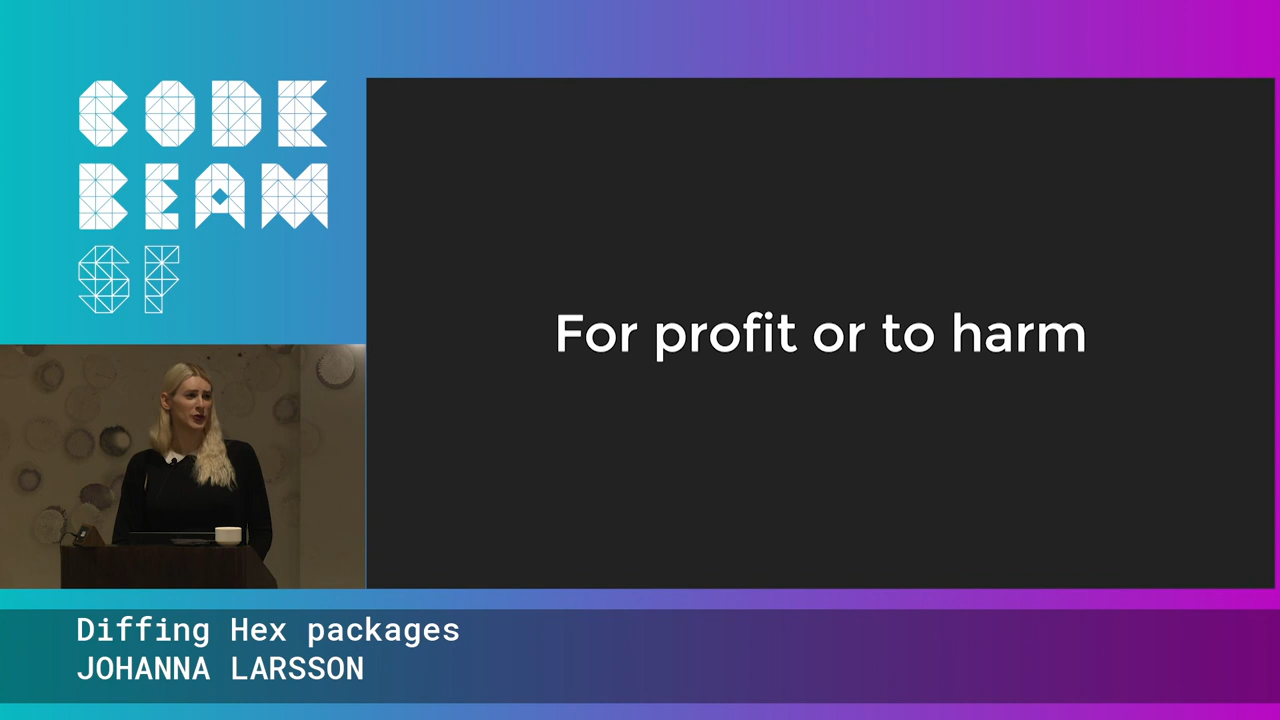 CODE
BEAM
SF
For profit or to harm
Diffing Hex packages
JOHANNA LARSSON